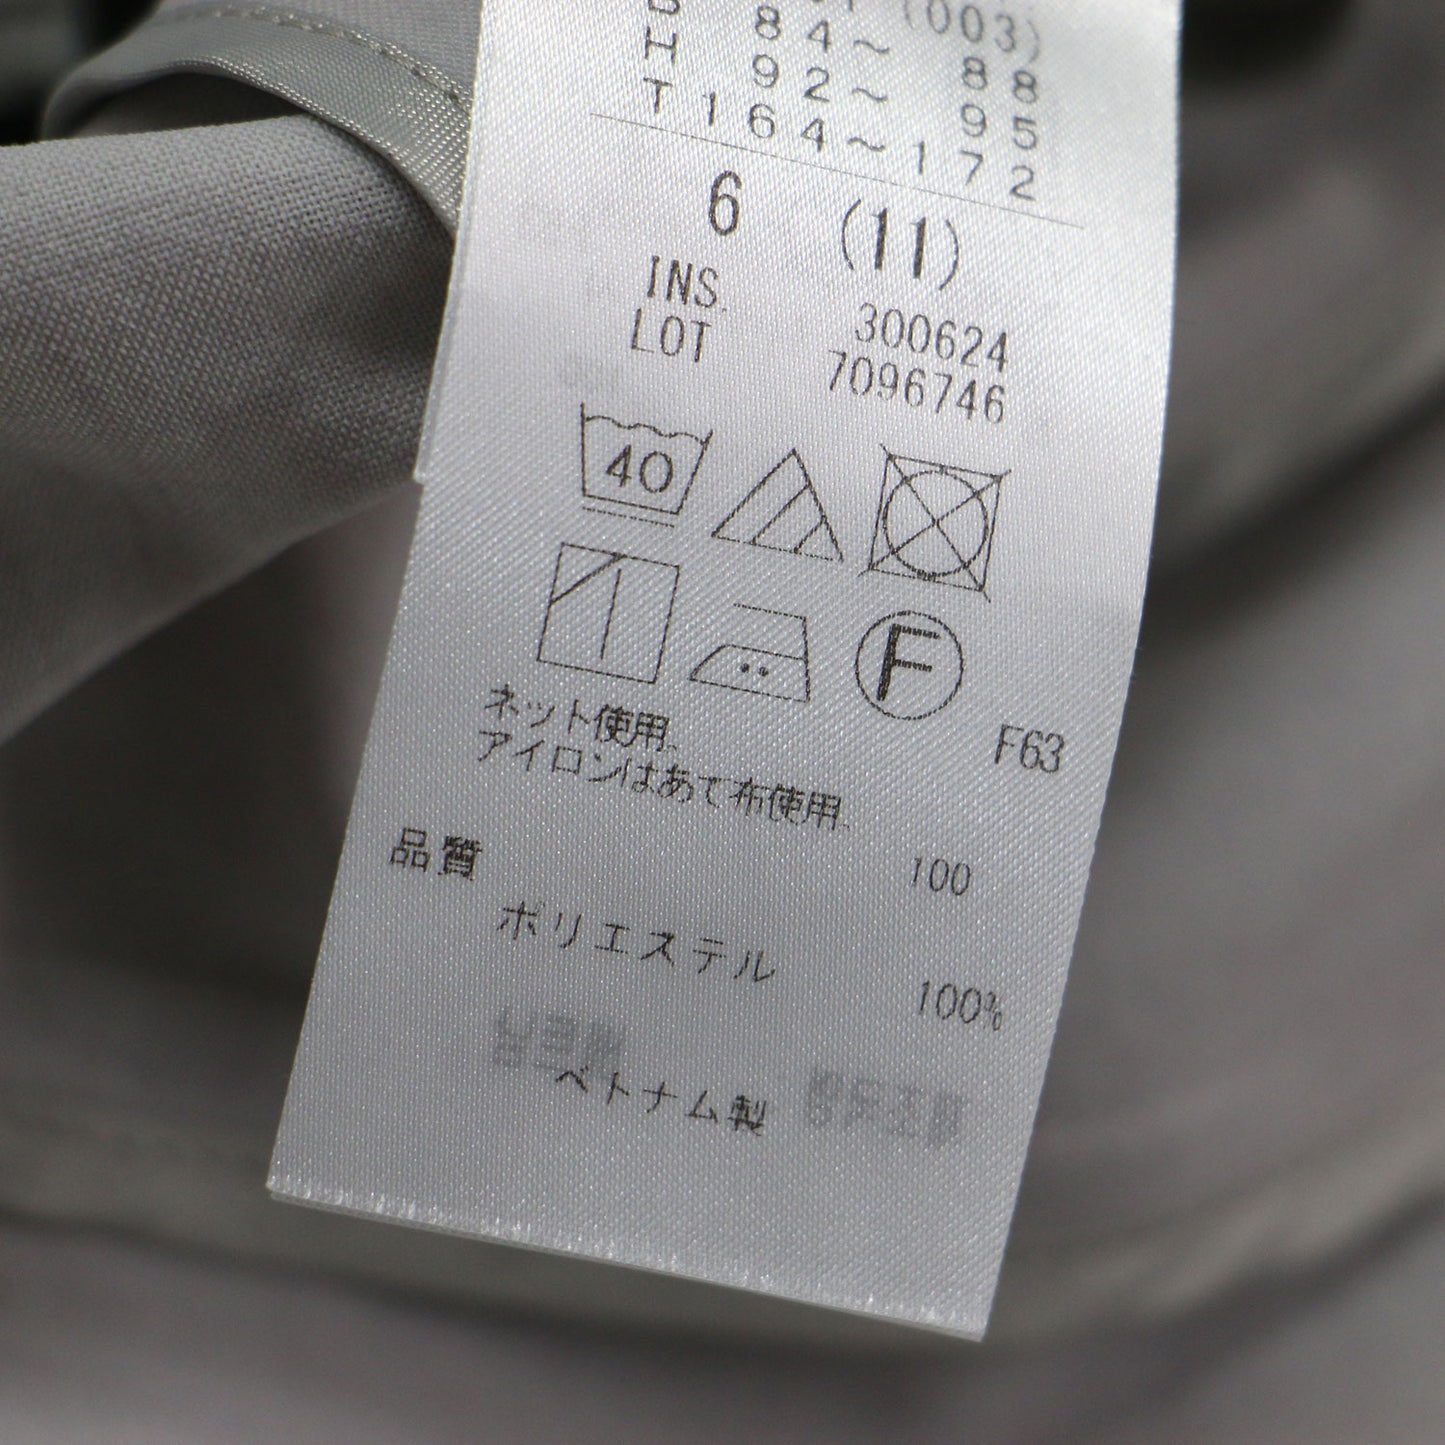 (003)
84~88
H 92~95
T164~172
6 (11)
INS. 300624
LOT 7096746
40
F
F63
ネット使用、
アイロンはあて布使用、
品質 100
ポリエステル 100%
ベトナム製